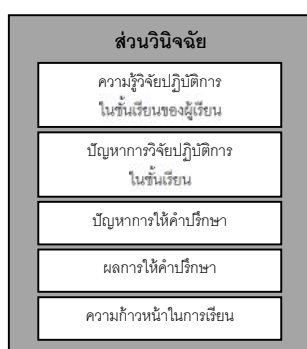 ส่วนวินิจฉัย
ความรู้วิจัยปฏิบัติการ
ในชั้นเรียนของผู้เรียน
ปัญหาการวิจัยปฏิบัติการ
ในชั้นเรียน
ปัญหาการให้คำปรึกษา
ผลการให้คำปรึกษา
ความก้าวหน้าในการเรียน